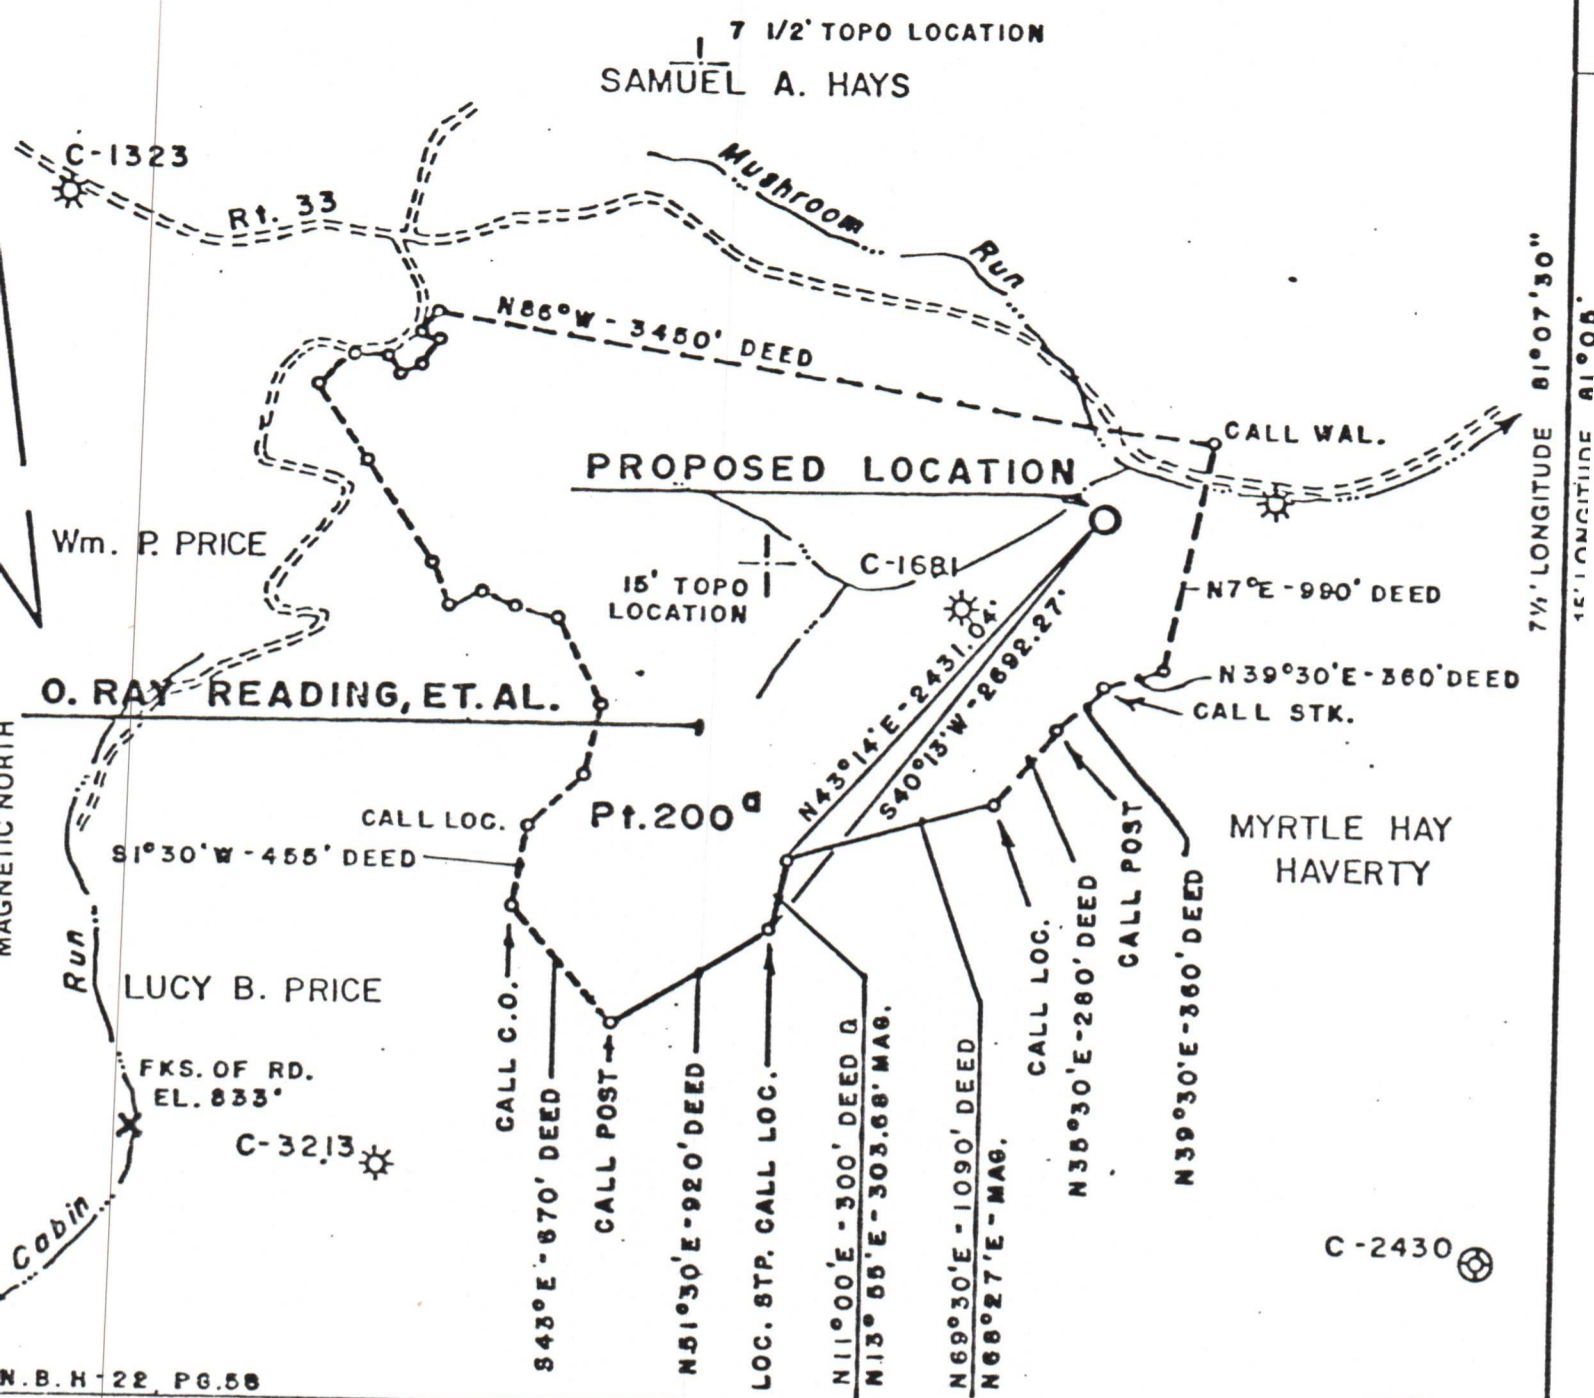 7 1/2' TOPO LOCATION
SAMUEL A. HAYS
C-1323
Rt. 33
Mushroom
Run
N86°W - 3450' DEED
CALL WAL.
PROPOSED LOCATION
Wm. P. PRICE
15' TOPO
LOCATION
C-1681
N7°E-990' DEED
N39°30'E-360' DEED
CALL STK.
O. RAY READING, ET. AL.
N43°14'E-2431.04'
S40°13'W-2692.27'
CALL LOC.
Pt. 200ª
S1°30'W-455' DEED
MYRTLE HAY
HAVERTY
MAGNETIC NORTH
Run
LUCY B. PRICE
FKS. OF RD.
EL. 833'
C-3213
Cabin
CALL C.O.
S43°E-670' DEED
CALL POST
N51°30'E-920' DEED
LOC. STP. CALL LOC.
N11°00'E-300' DEED
N13°55'E-303.68' MAG.
N69°30'E-1090' DEED
N68°27'E-MAG.
CALL LOC.
N35°30'E-280' DEED
CALL POST
N39°30'E-360' DEED
C-2430
7½' LONGITUDE 81°07'30"
15' LONGITUDE 81°05'
N.B. H-22, PG. 58